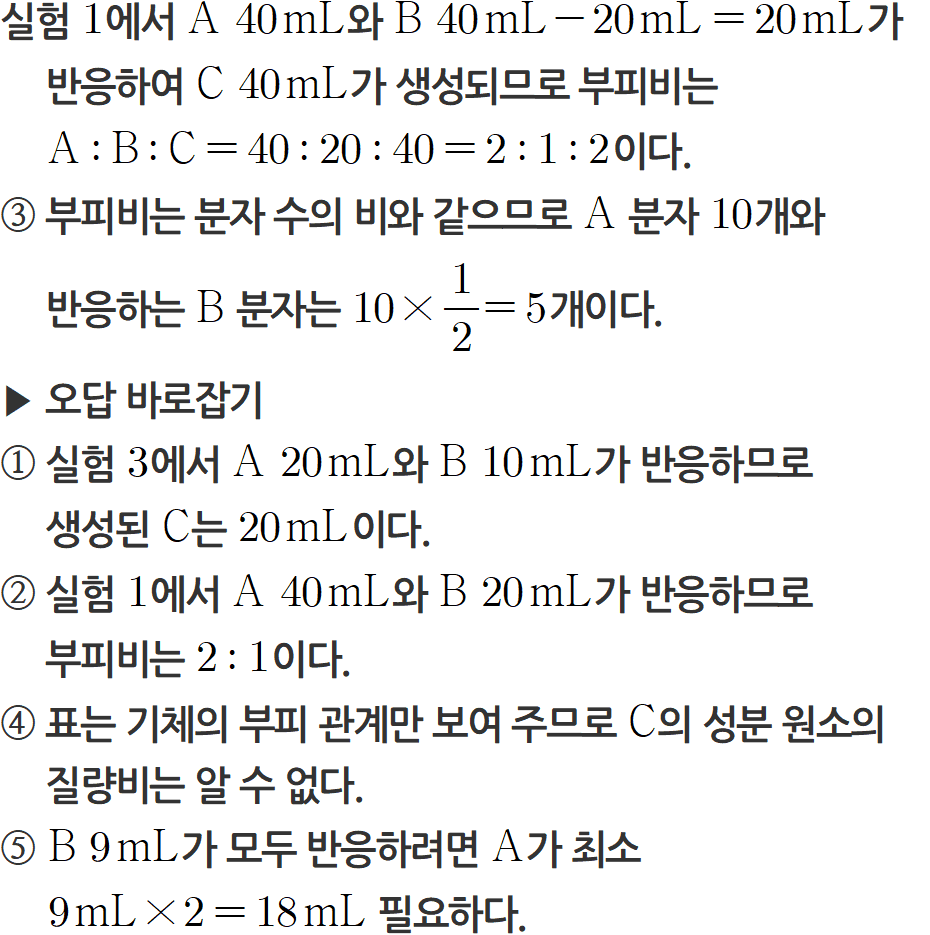 실험 1에서 A 40 mL와 B 40 mL − 20 mL = 20 mL가
반응하여 C 40 mL가 생성되므로 부피비는
A : B : C = 40 : 20 : 40 = 2 : 1 : 2이다.
③ 부피비는 분자 수의 비와 같으므로 A 분자 10개와
반응하는 B 분자는 10 × 1/2 = 5개이다.
▶ 오답 바로잡기
① 실험 3에서 A 20 mL와 B 10 mL가 반응하므로
생성된 C는 20 mL이다.
② 실험 1에서 A 40 mL와 B 20 mL가 반응하므로
부피비는 2 : 1이다.
④ 표는 기체의 부피 관계만 보여 주므로 C의 성분 원소의
질량비는 알 수 없다.
⑤ B 9 mL가 모두 반응하려면 A가 최소
9 mL × 2 = 18 mL 필요하다.